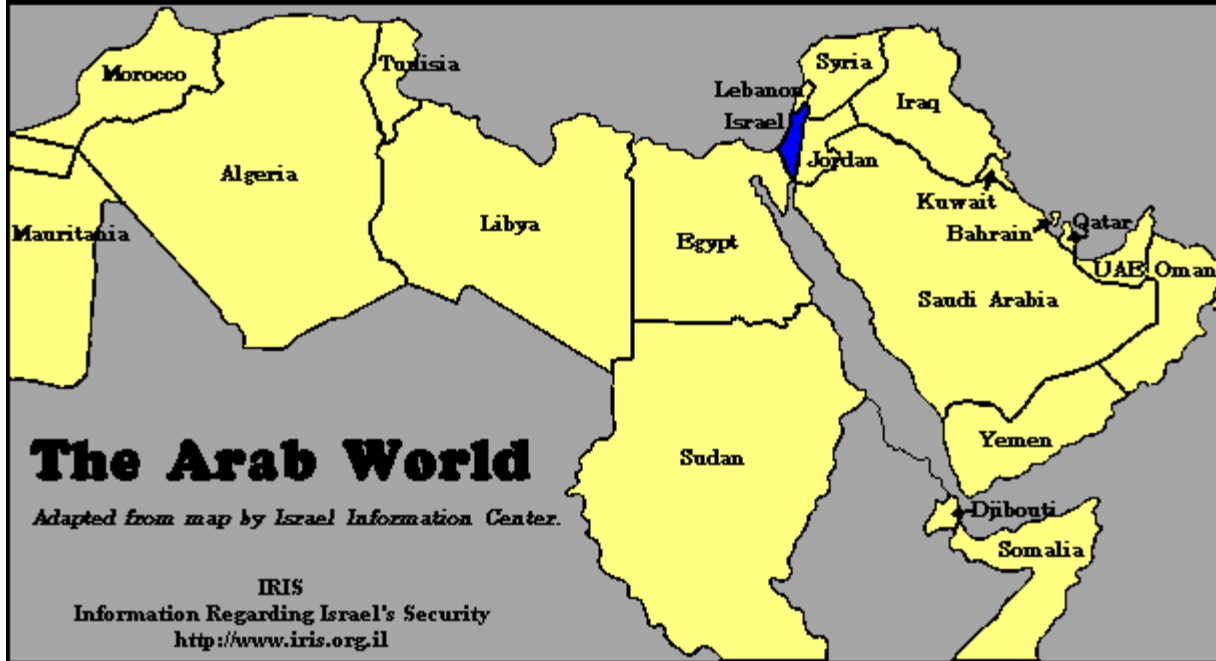 Morocco
Tunisia
Algeria
Libya
Mauritania
Egypt
Sudan
Syria
Lebanon
Israel
Iraq
Jordan
Kuwait
Bahrain
Qatar
UAE
Oman
Saudi Arabia
Yemen
Djibouti
Somalia
The Arab World
Adapted from map by Israel Information Center.
IRIS
Information Regarding Israel's Security
http://www.iris.org.il